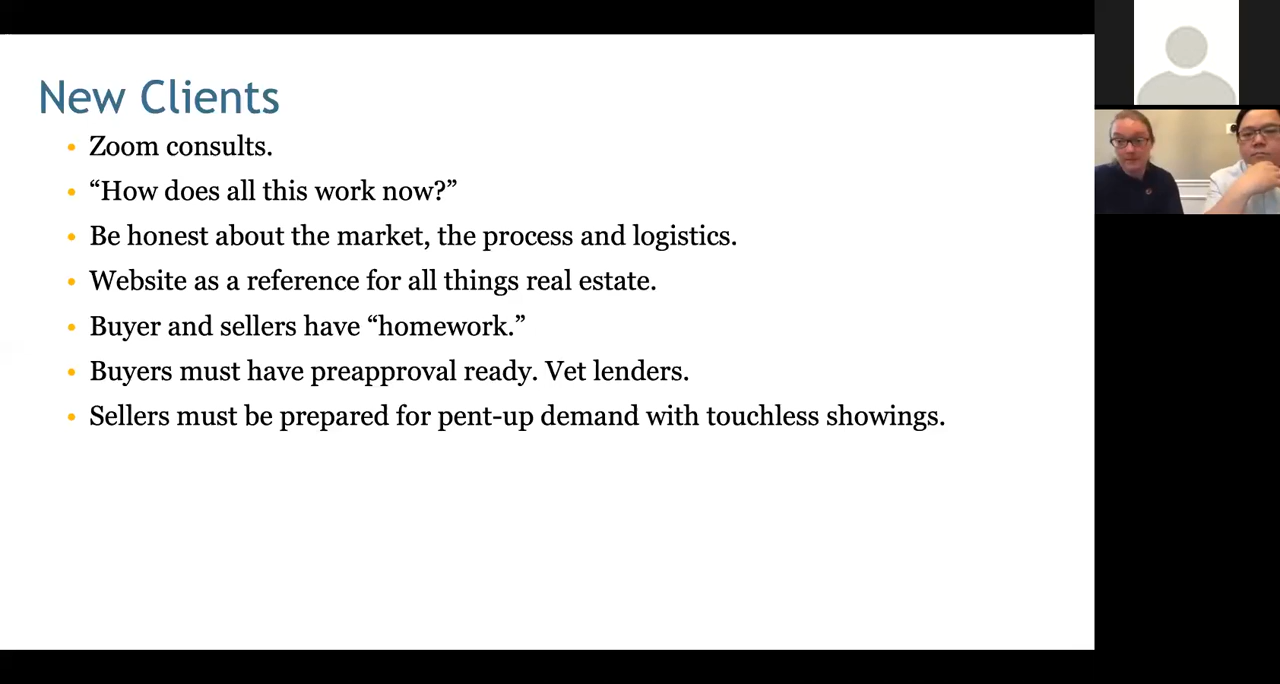 New Clients
• Zoom consults.
• “How does all this work now?”
• Be honest about the market, the process and logistics.
• Website as a reference for all things real estate.
• Buyer and sellers have “homework.”
• Buyers must have preapproval ready. Vet lenders.
• Sellers must be prepared for pent-up demand with touchless showings.